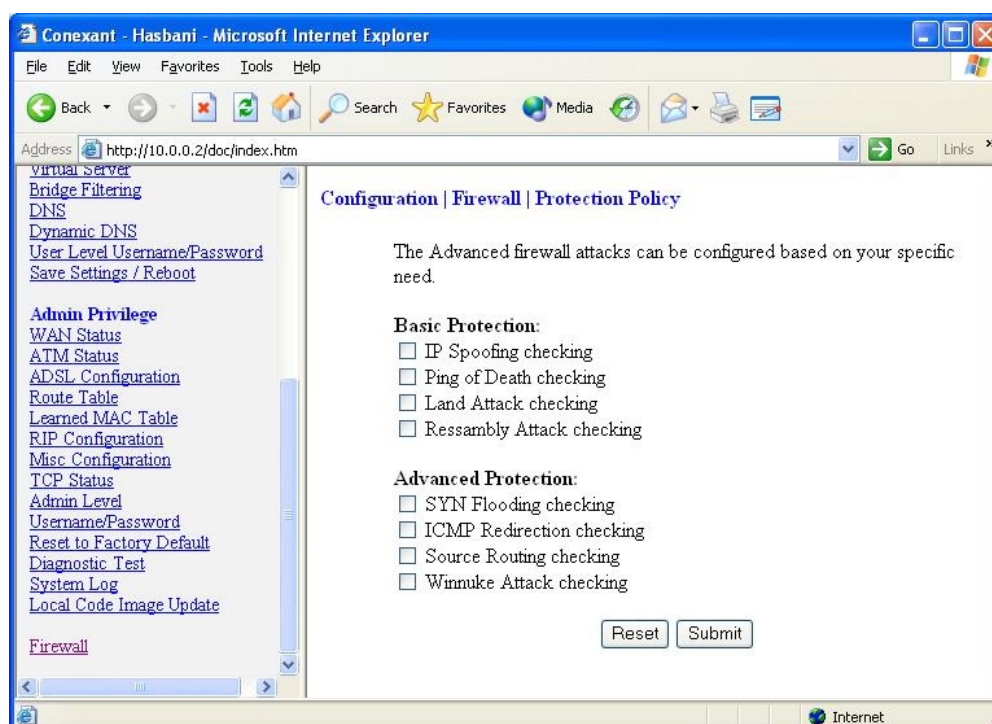 Conexant - Hasbani - Microsoft Internet Explorer
File Edit View Favorites Tools Help
Back Search Favorites Media
Address http://10.0.0.2/doc/index.htm Go Links »
Virtual Server
Bridge Filtering
DNS
Dynamic DNS
User Level Username/Password
Save Settings / Reboot
Admin Privilege
WAN Status
ATM Status
ADSL Configuration
Route Table
Learned MAC Table
RIP Configuration
Misc Configuration
TCP Status
Admin Level
Username/Password
Reset to Factory Default
Diagnostic Test
System Log
Local Code Image Update
Firewall
Configuration | Firewall | Protection Policy
The Advanced firewall attacks can be configured based on your specific
need.
Basic Protection:
IP Spoofing checking
Ping of Death checking
Land Attack checking
Ressambly Attack checking
Advanced Protection:
SYN Flooding checking
ICMP Redirection checking
Source Routing checking
Winnuke Attack checking
Reset Submit
Internet